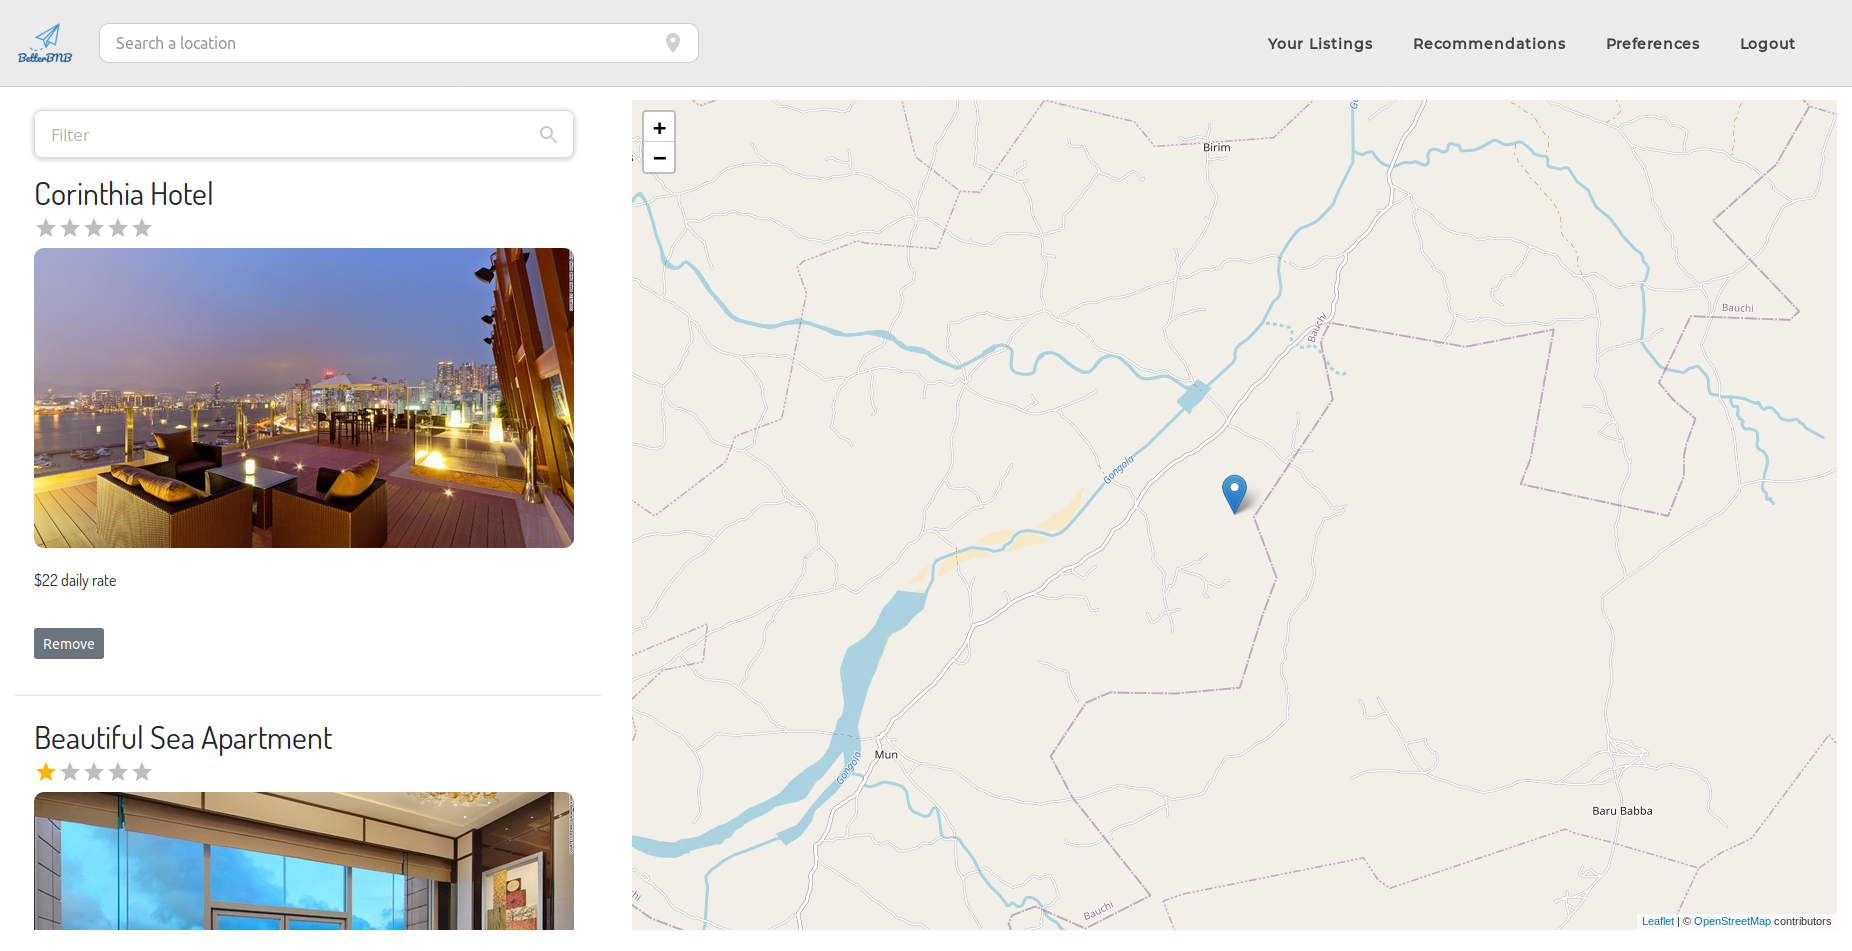 BetterBNB
Search a location
Your Listings
Recommendations
Preferences
Logout
Filter
Corinthia Hotel
$22 daily rate
Remove
Beautiful Sea Apartment
+
−
Birim
Bauchi
Bauchi
Gongola
Mun
Gongola
Baru Babba
Bauchi
Leaflet | © OpenStreetMap contributors